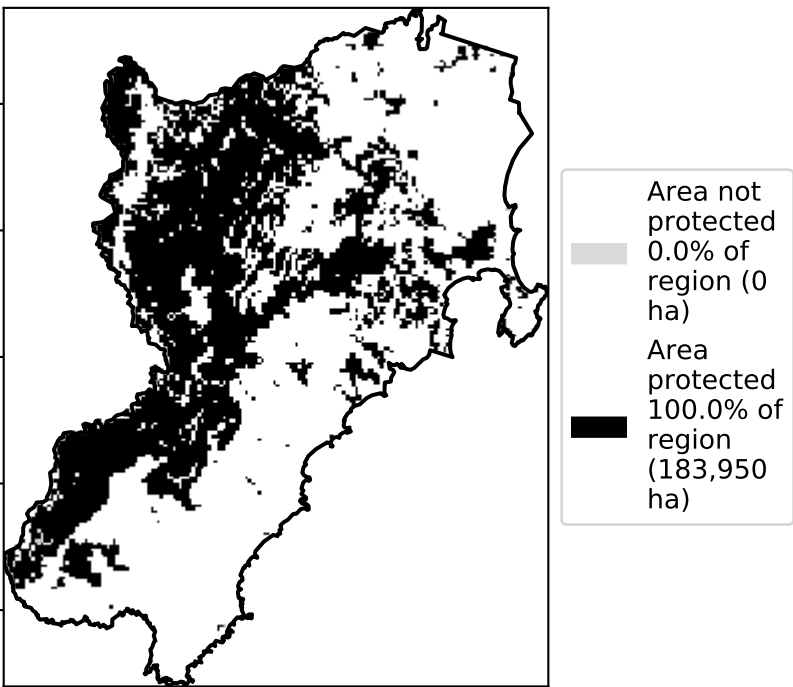 Area not
protected
0.0% of
region (0
ha)
Area
protected
100.0% of
region
(183,950
ha)